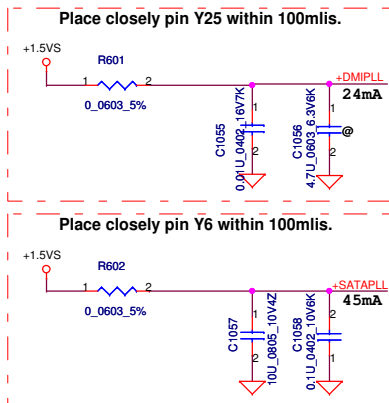 Place closely pin Y25 within 100mlis.
+1.5VS
R601
1 2
0_0603_5%
+DMIPLL
24mA
C1055
0.01U_0402_16V7K
1
2
C1056
4.7U_0603_6.3V6K
1
2
@
Place closely pin Y6 within 100mlis.
+1.5VS
R602
1 2
0_0603_5%
+SATAPLL
45mA
C1057
10U_0805_10V4Z
1
2
C1058
0.1U_0402_10V6K
2
1